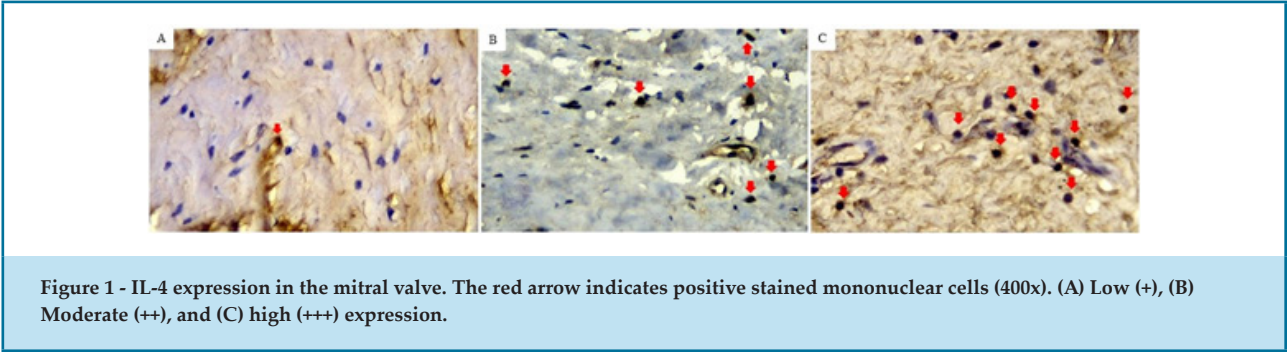 A
B
C
Figure 1 - IL-4 expression in the mitral valve. The red arrow indicates positive stained mononuclear cells (400x). (A) Low (+), (B)
Moderate (++), and (C) high (+++) expression.